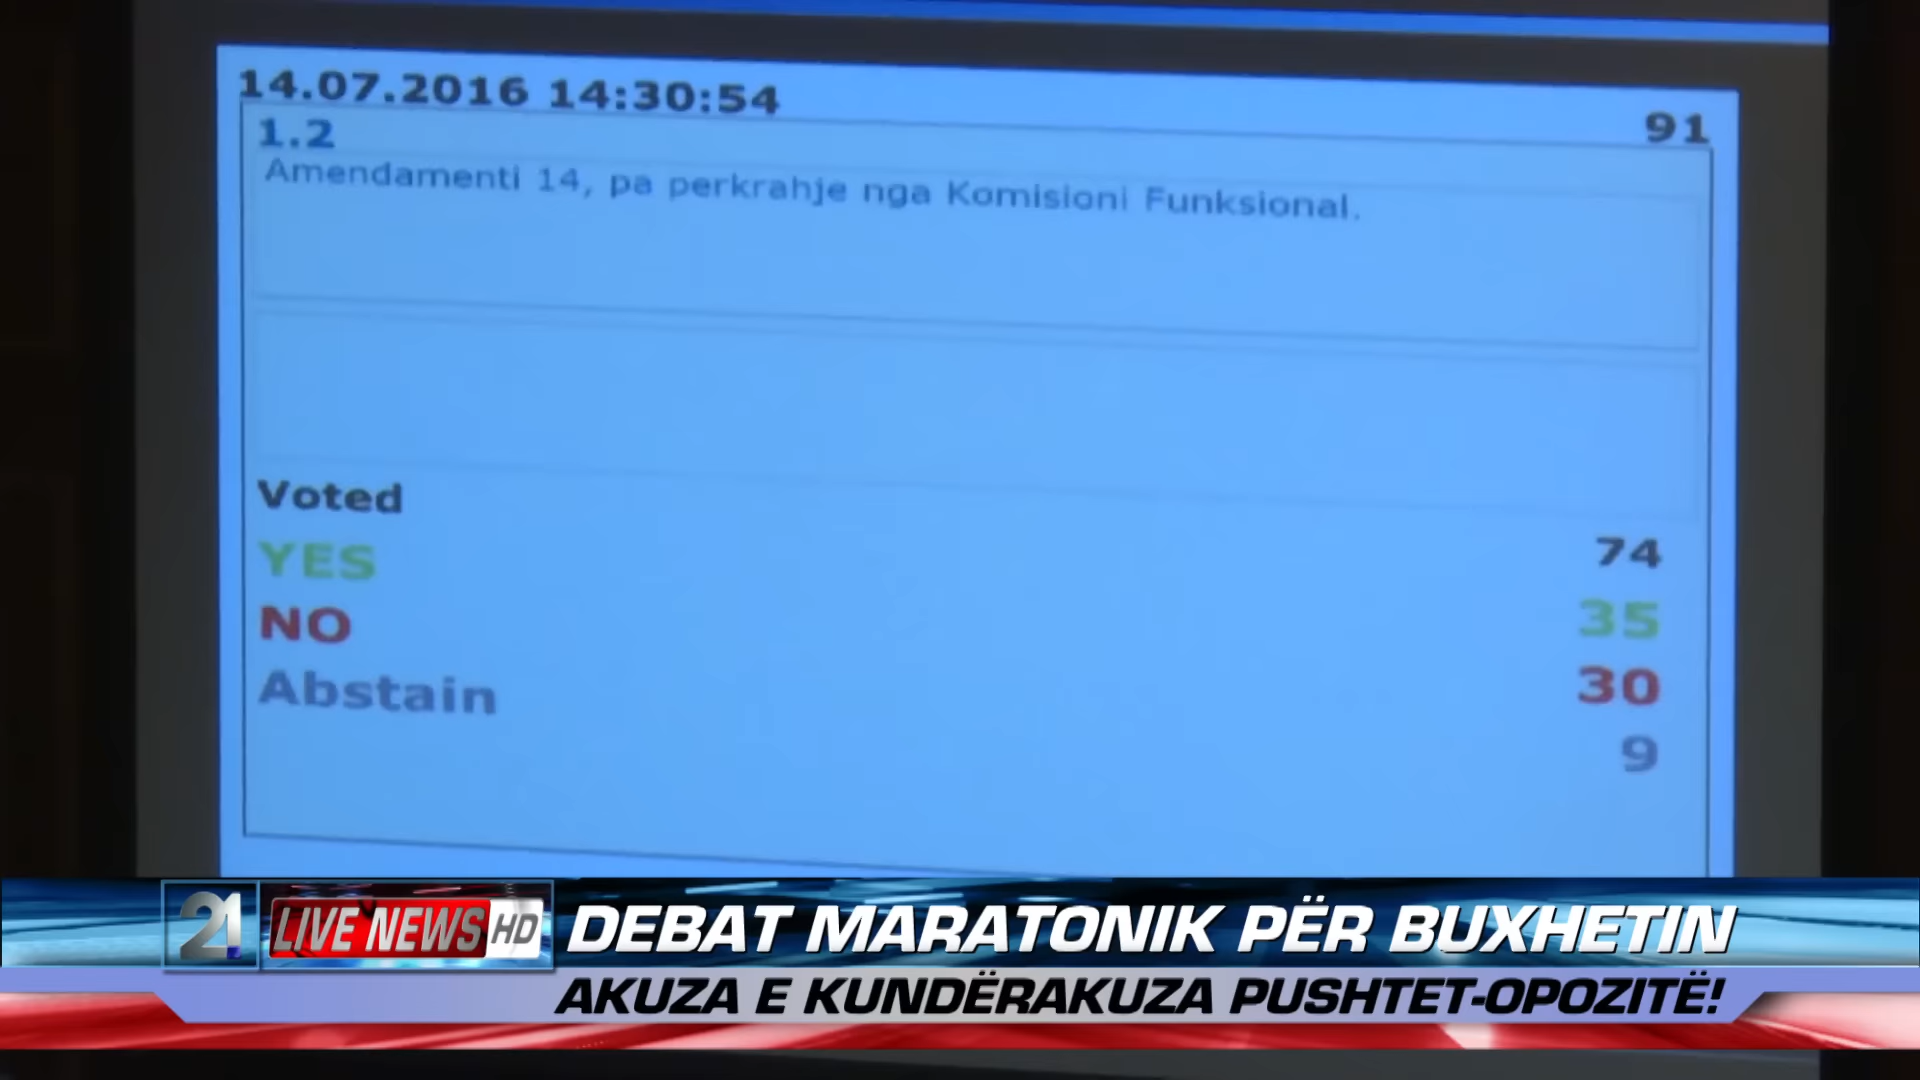 14.07.2016 14:30:54 91
1.2
Amendamenti 14, pa perkrahje nga Komisioni Funksional.
Voted 74
YES 35
NO 30
Abstain 9
21 LIVE NEWS HD DEBAT MARATONIK PËR BUXHETIN
AKUZA E KUNDËRAKUZA PUSHTET-OPOZITË!